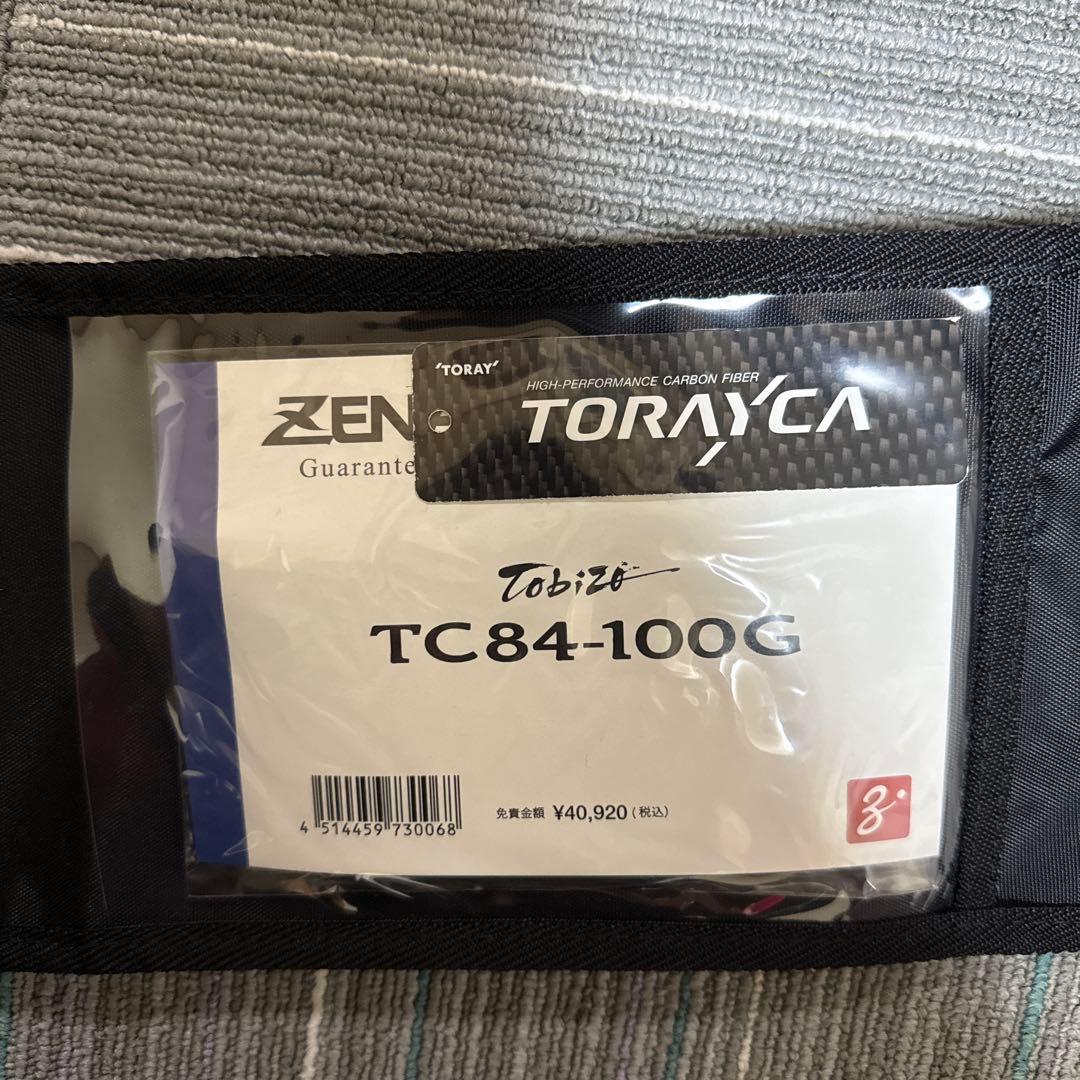 'TORAY'
HIGH-PERFORMANCE CARBON FIBER
TORAYCA
ZEN
Guarante
Tobizo
TC84-100G
4 514459 730068
免責金額 ¥40,920 (税込)